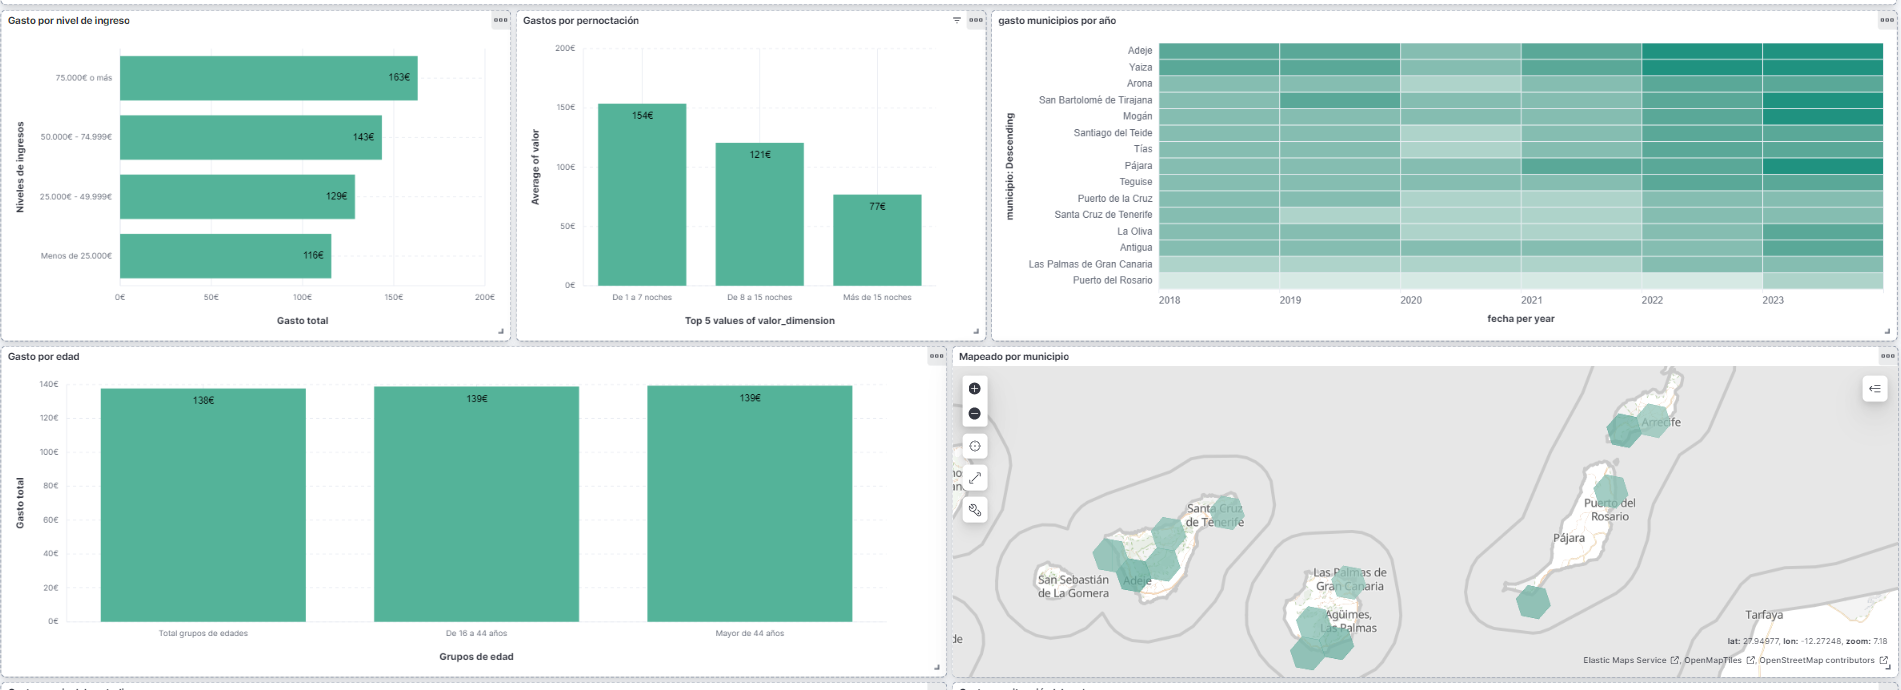 Gasto por nivel de ingreso
Niveles de ingresos
75.000€ o más
163€
50.000€ - 74.999€
143€
25.000€ - 49.999€
129€
Menos de 25.000€
116€
0€ 50€ 100€ 150€ 200€
Gasto total
Gastos por pernoctación
Average of valor
200€
150€
100€
50€
0€
154€
121€
77€
De 1 a 7 noches
De 8 a 15 noches
Más de 15 noches
Top 5 values of valor_dimension
gasto municipios por año
municipio: Descending
Adeje
Yaiza
Arona
San Bartolomé de Tirajana
Mogán
Santiago del Teide
Tías
Pájara
Teguise
Puerto de la Cruz
Santa Cruz de Tenerife
La Oliva
Antigua
Las Palmas de Gran Canaria
Puerto del Rosario
2018 2019 2020 2021 2022 2023
fecha per year
Gasto por edad
Gasto total
140€
120€
100€
80€
60€
40€
20€
0€
138€
139€
139€
Total grupos de edades
De 16 a 44 años
Mayor de 44 años
Grupos de edad
Mapeado por municipio
Arrecife
Puerto del
Rosario
Santa Cruz
de Tenerife
Pájara
San Sebastián
de La Gomera
Adeje
Las Palmas de
Gran Canaria
Agüimes,
Las Palmas
Tarfaya
de
lat: 27.94977, lon: -12.27248, zoom: 7.18
Elastic Maps Service, OpenMapTiles, OpenStreetMap contributors